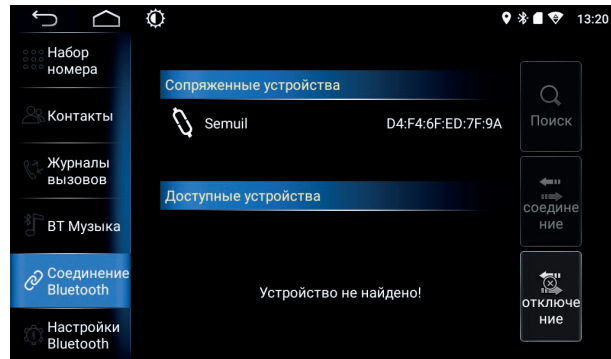 13:20
Набор
номера
Контакты
Журналы
вызовов
BT Музыка
Соединение
Bluetooth
Настройки
Bluetooth
Сопряженные устройства
Semuil D4:F4:6F:ED:7F:9A
Доступные устройства
Устройство не найдено!
Поиск
соедине
ние
отключе
ние